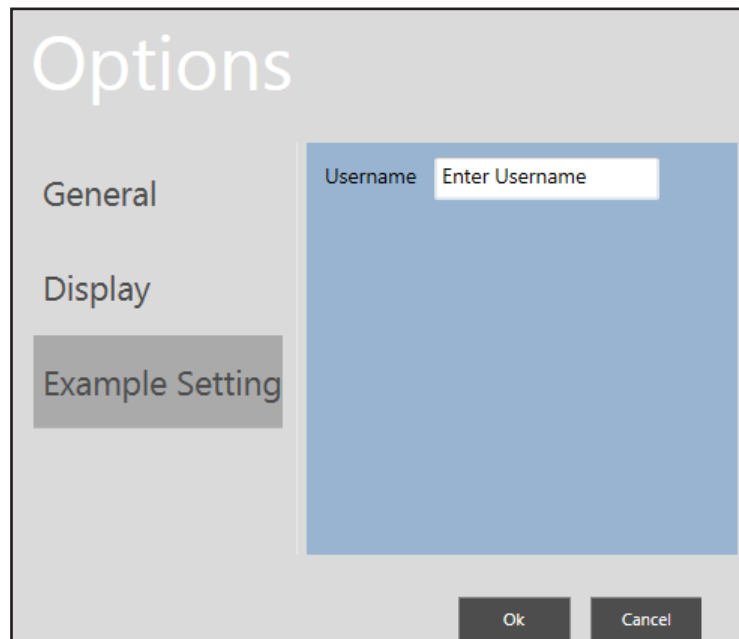 Options
General
Display
Example Setting
Username Enter Username
Ok Cancel